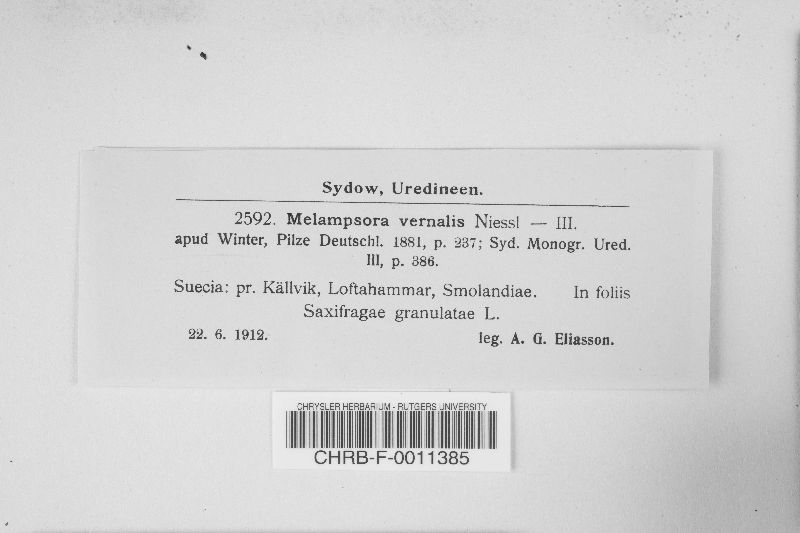 Sydow, Uredineen.
2592. Melampsora vernalis Niessl — III.
apud Winter, Pilze Deutschl. 1881, p. 237; Syd. Monogr. Ured.
III, p. 386.
Suecia: pr. Källvik, Loftahammar, Smolandiae. In foliis
Saxifragae granulatae L.
22. 6. 1912. leg. A. G. Eliasson.
CHRYSLER HERBARIUM - RUTGERS UNIVERSITY
CHRB-F-0011385